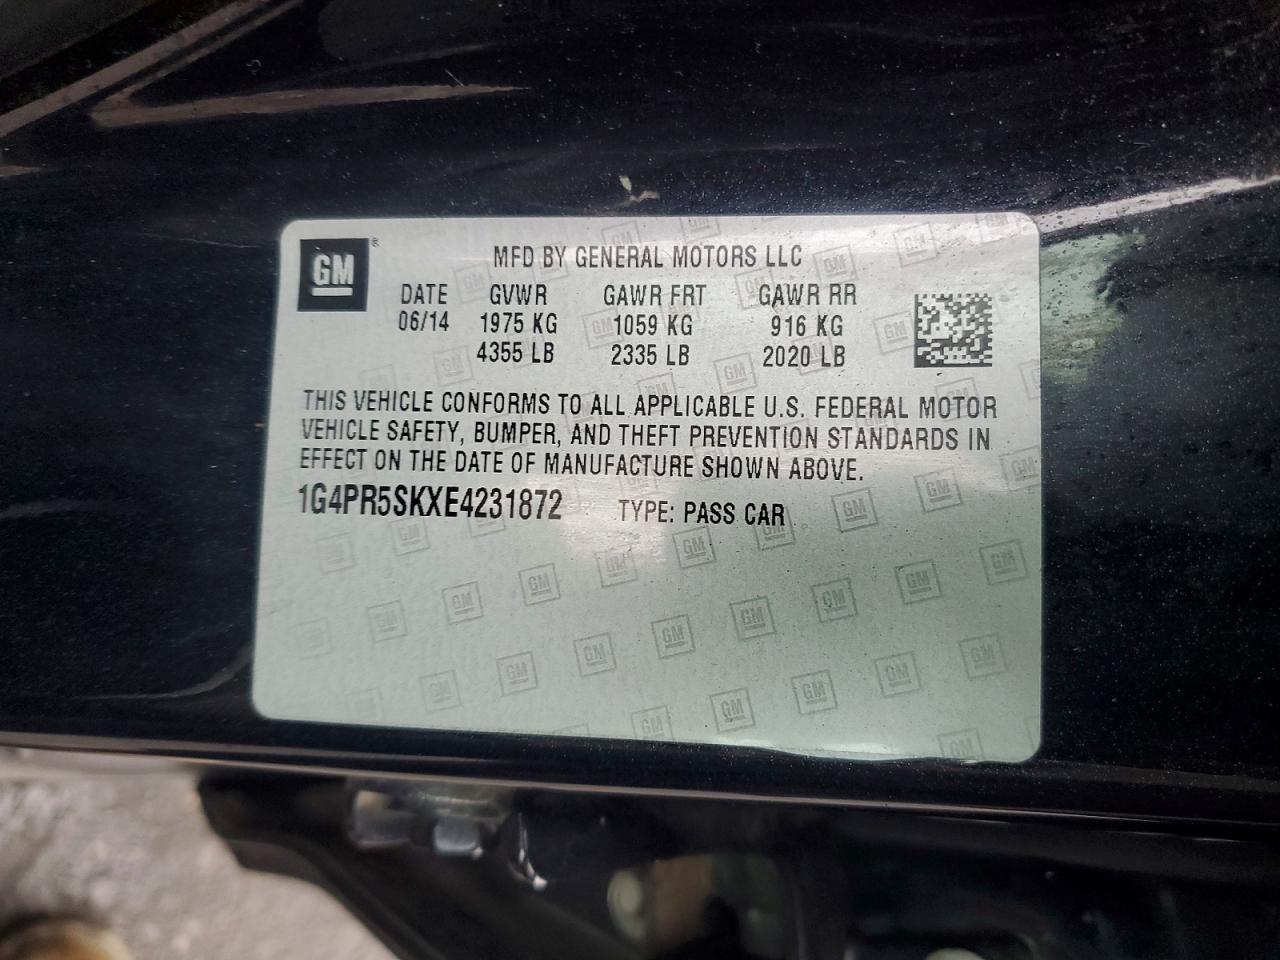 GM®
MFD BY GENERAL MOTORS LLC
DATE GVWR GAWR FRT GAWR RR
06/14 1975 KG 1059 KG 916 KG
4355 LB 2335 LB 2020 LB
THIS VEHICLE CONFORMS TO ALL APPLICABLE U.S. FEDERAL MOTOR
VEHICLE SAFETY, BUMPER, AND THEFT PREVENTION STANDARDS IN
EFFECT ON THE DATE OF MANUFACTURE SHOWN ABOVE.
1G4PR5SKXE4231872 TYPE: PASS CAR